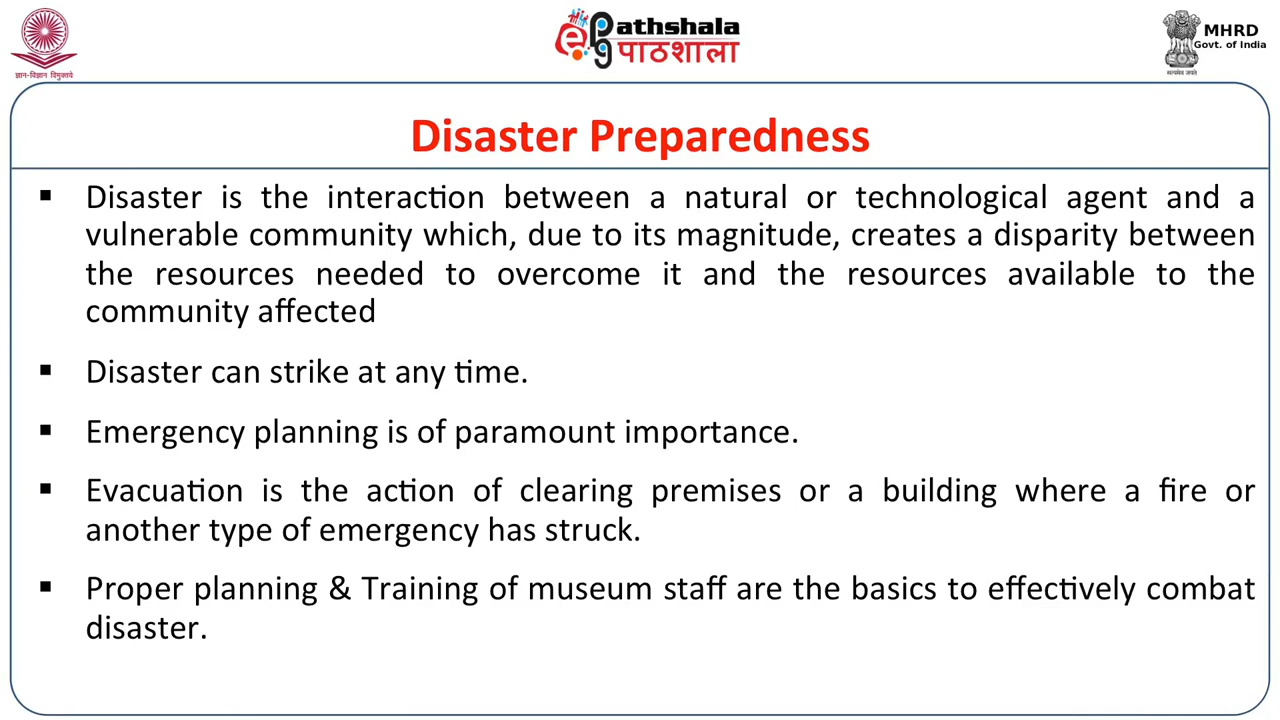 ज्ञान-विज्ञान विमुक्तये
ePathshala
पाठशाला
MHRD
Govt. of India
सत्यमेव जयते
Disaster Preparedness
▪ Disaster is the interaction between a natural or technological agent and a
vulnerable community which, due to its magnitude, creates a disparity between
the resources needed to overcome it and the resources available to the
community affected
▪ Disaster can strike at any time.
▪ Emergency planning is of paramount importance.
▪ Evacuation is the action of clearing premises or a building where a fire or
another type of emergency has struck.
▪ Proper planning & Training of museum staff are the basics to effectively combat
disaster.